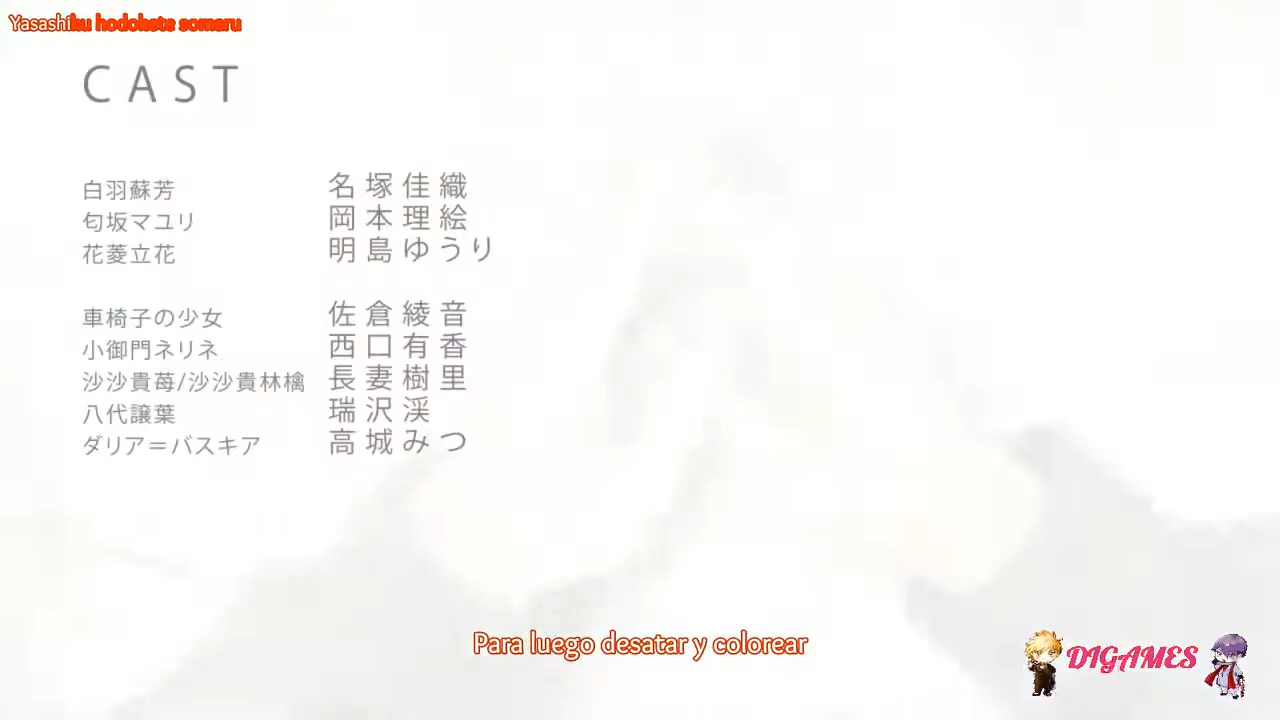 Yasashiku hodokete somaru
CAST
白羽蘇芳 名塚佳織
匂坂マユリ 岡本理絵
花菱立花 明島ゆうり
車椅子の少女 佐倉綾音
小御門ネリネ 西口有香
沙沙貴苺/沙沙貴林檎 長妻樹里
八代譲葉 瑞沢渓
ダリア＝バスキア 高城みつ
Para luego desatar y colorear
DIGAMES